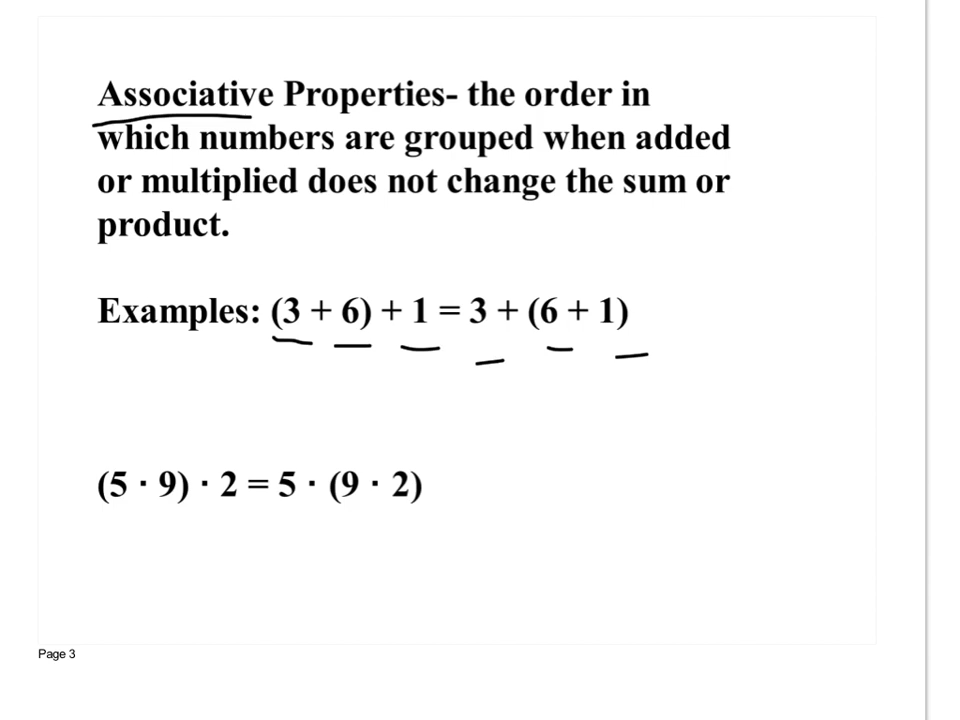 Associative Properties- the order in
which numbers are grouped when added
or multiplied does not change the sum or
product.
Examples: (3 + 6) + 1 = 3 + (6 + 1)
(5 · 9) · 2 = 5 · (9 · 2)
Page 3